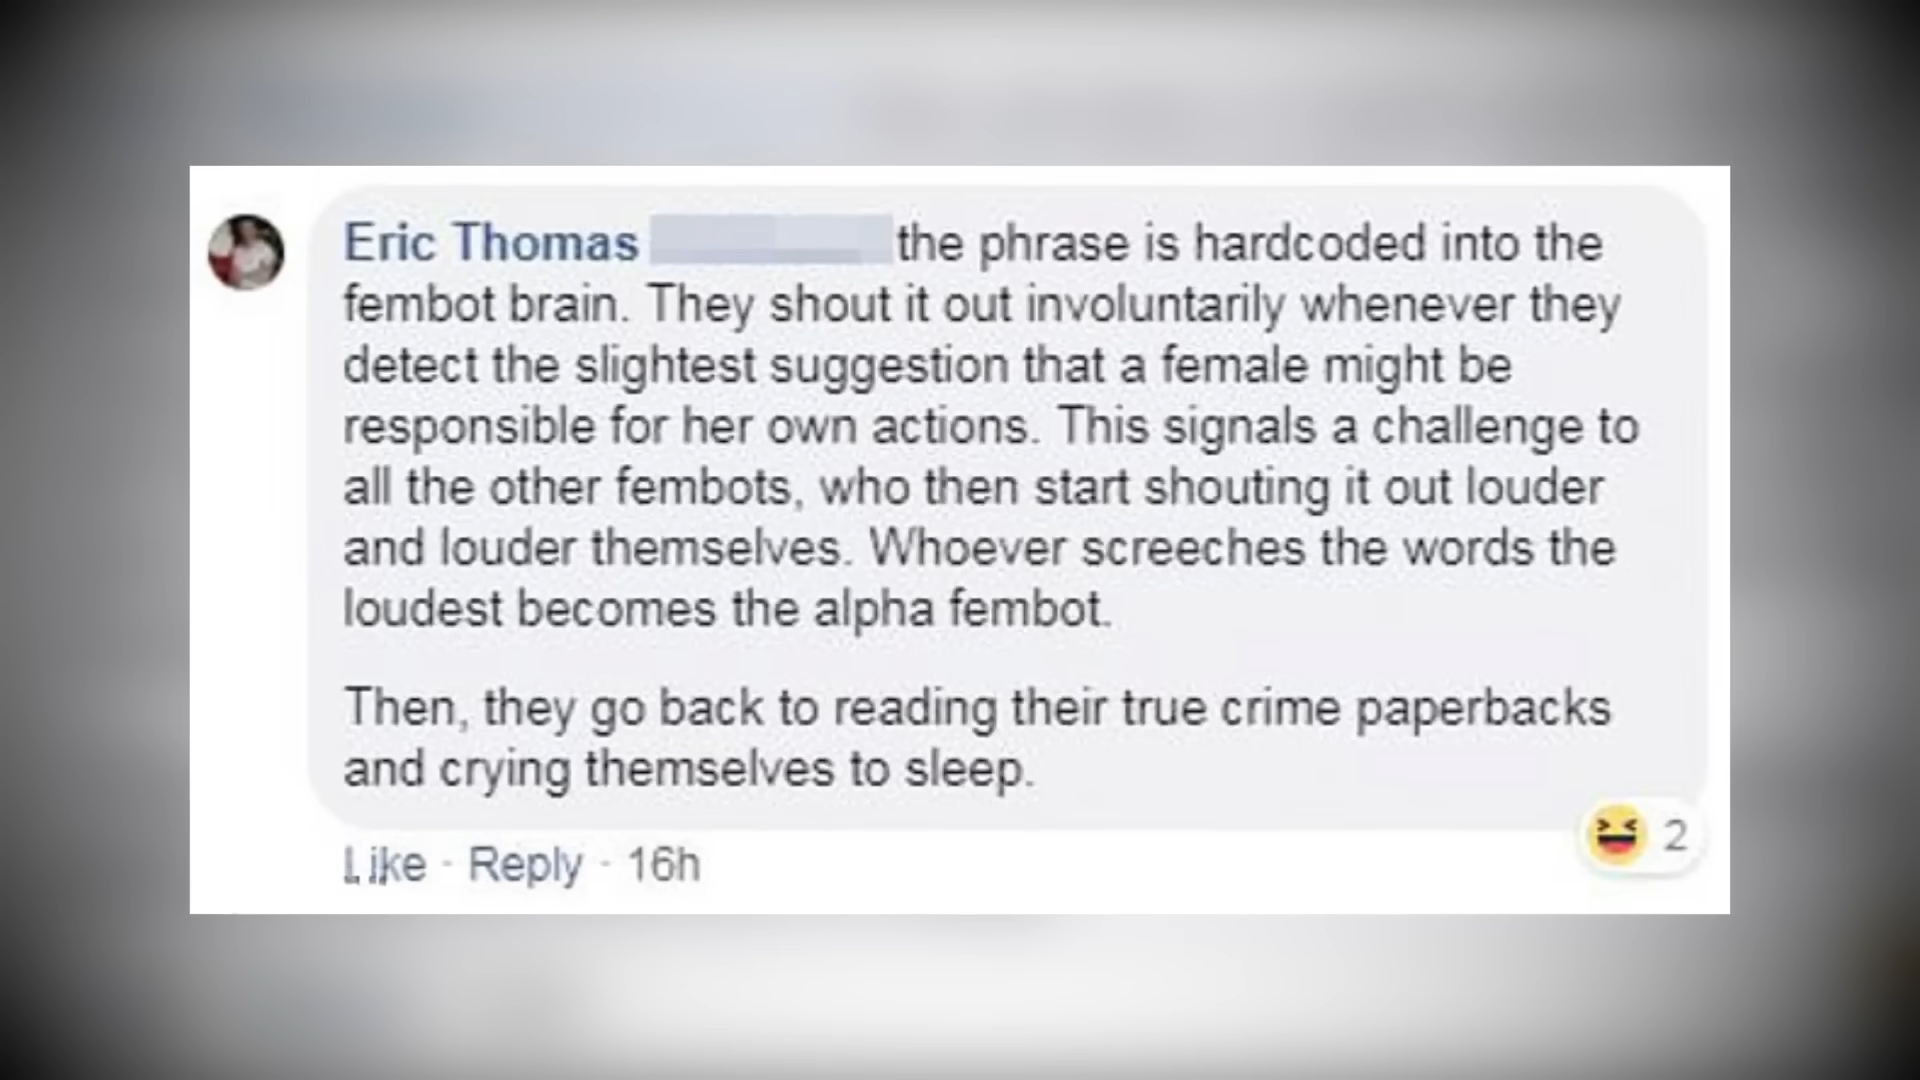 Eric Thomas the phrase is hardcoded into the
fembot brain. They shout it out involuntarily whenever they
detect the slightest suggestion that a female might be
responsible for her own actions. This signals a challenge to
all the other fembots, who then start shouting it out louder
and louder themselves. Whoever screeches the words the
loudest becomes the alpha fembot.
Then, they go back to reading their true crime paperbacks
and crying themselves to sleep.
2
Like · Reply · 16h